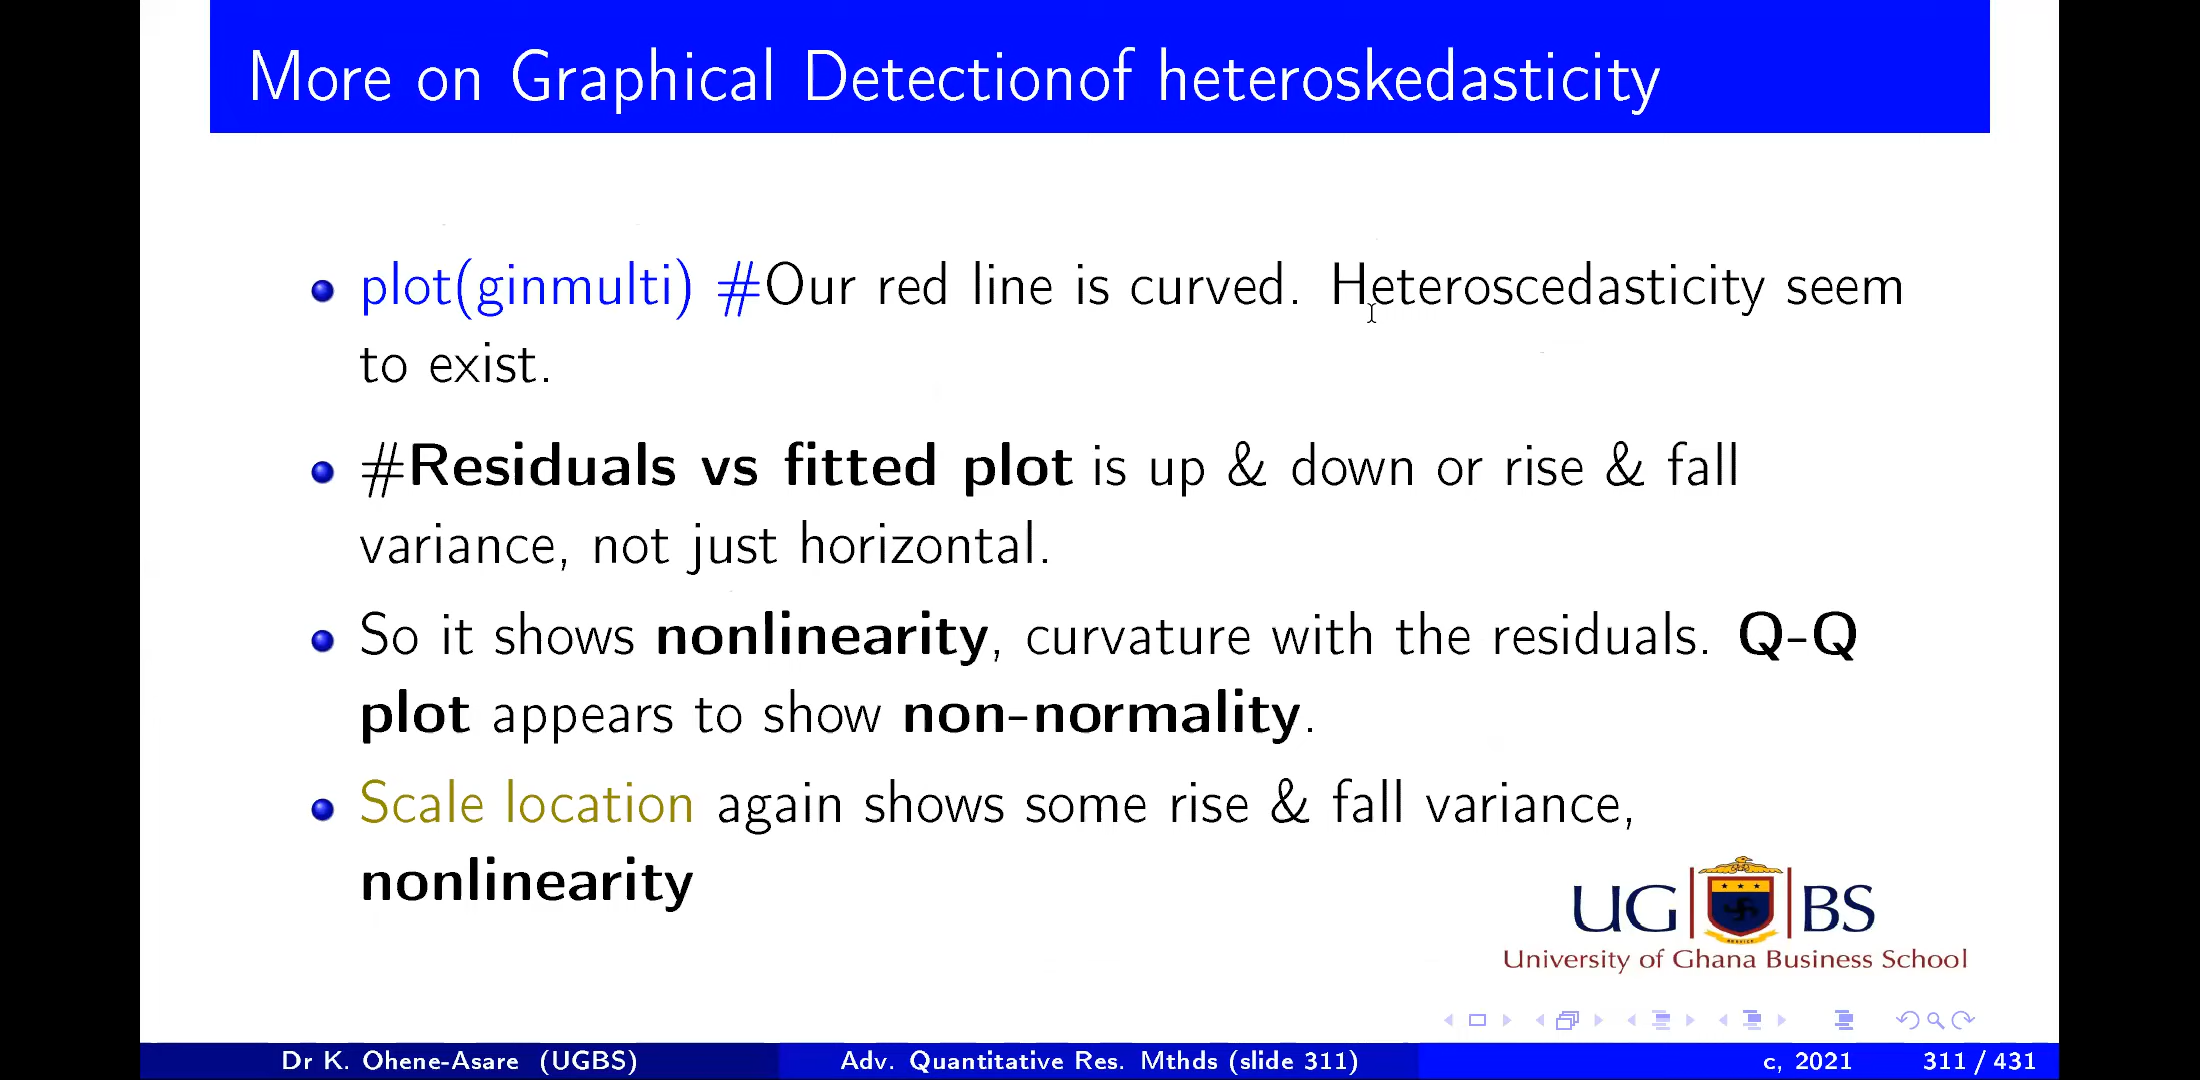 More on Graphical Detectionof heteroskedasticity
plot(ginmulti) #Our red line is curved. Heteroscedasticity seem
to exist.
#Residuals vs fitted plot is up & down or rise & fall
variance, not just horizontal.
So it shows nonlinearity, curvature with the residuals. Q-Q
plot appears to show non-normality.
Scale location again shows some rise & fall variance,
nonlinearity
UG BS
University of Ghana Business School
Dr K. Ohene-Asare (UGBS) Adv. Quantitative Res. Mthds (slide 311) c, 2021 311 / 431